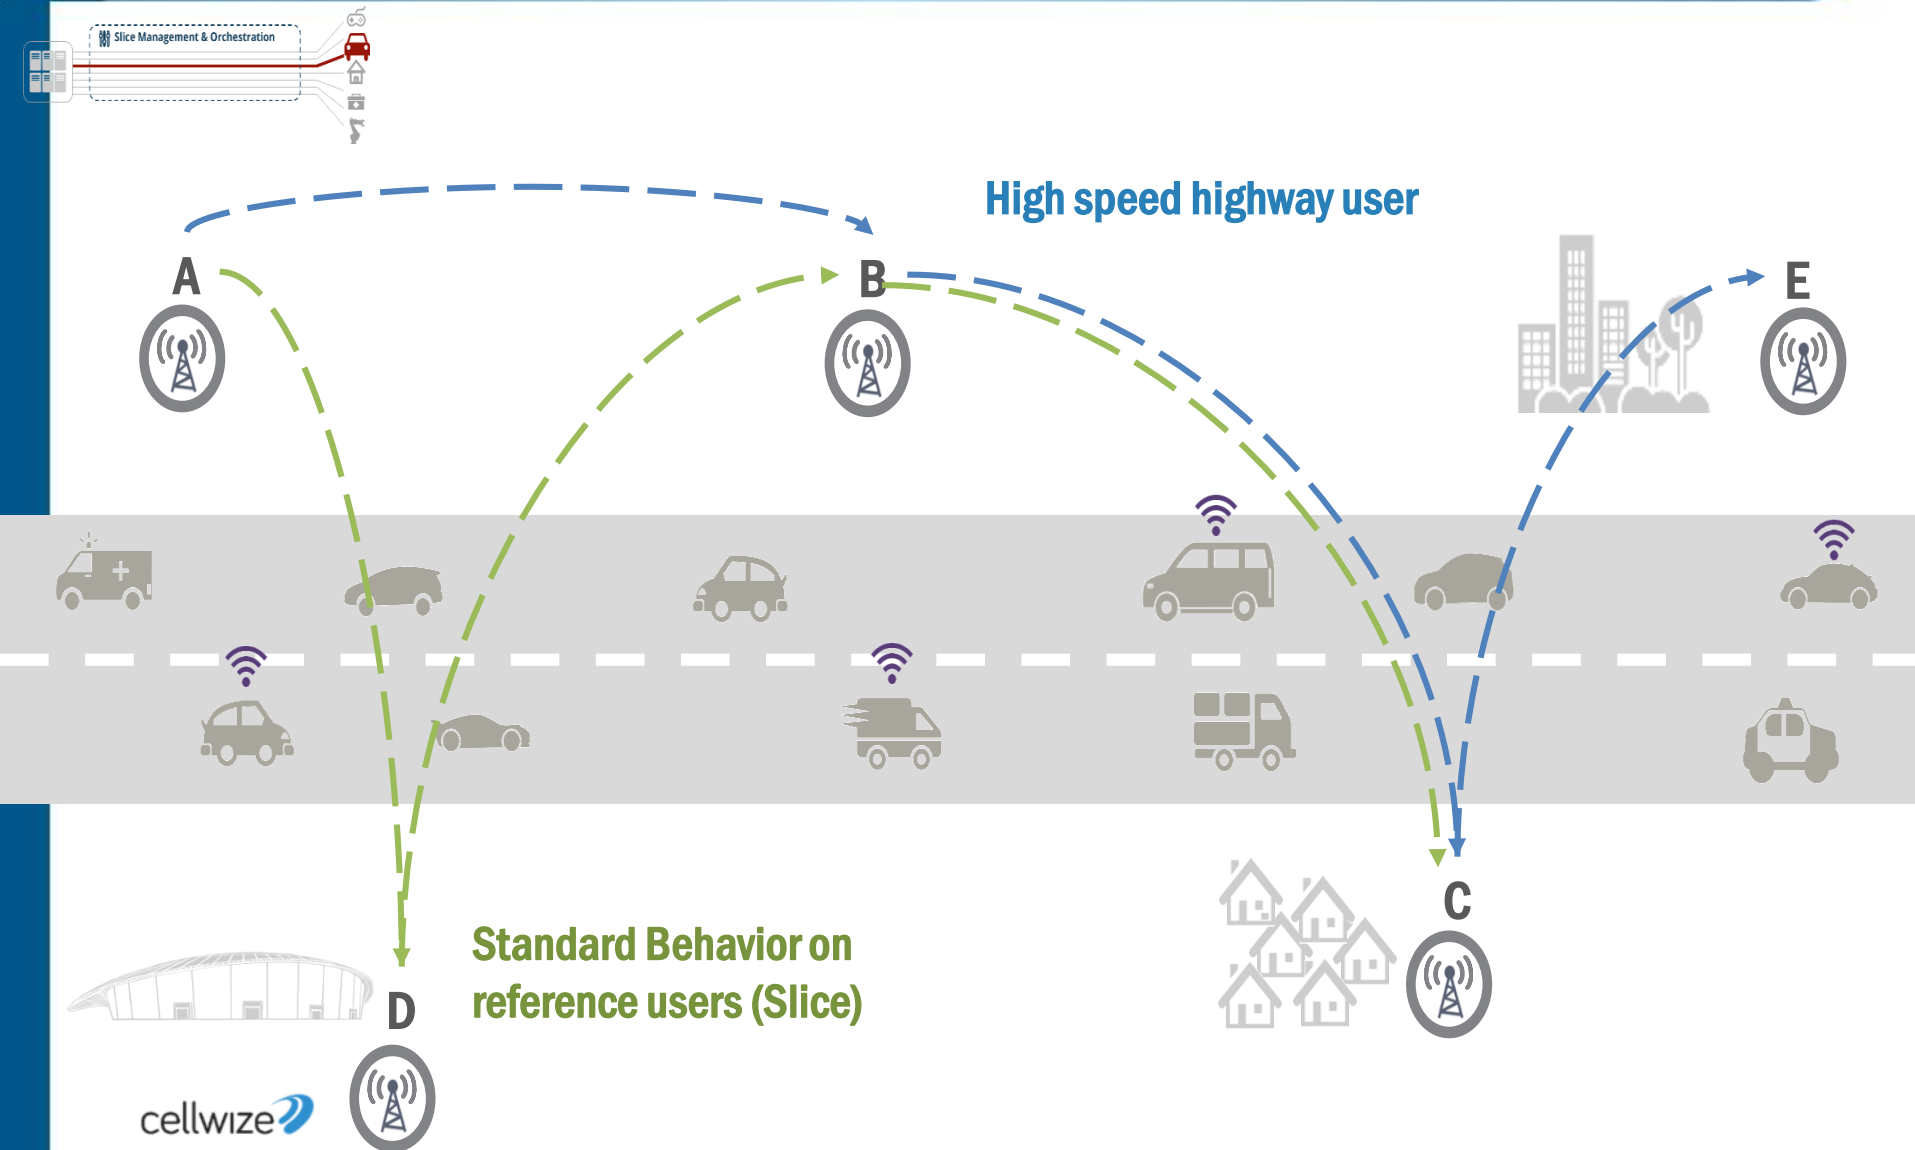 Slice Management & Orchestration
High speed highway user
A
B
E
C
Standard Behavior on
reference users (Slice)
D
cellwize